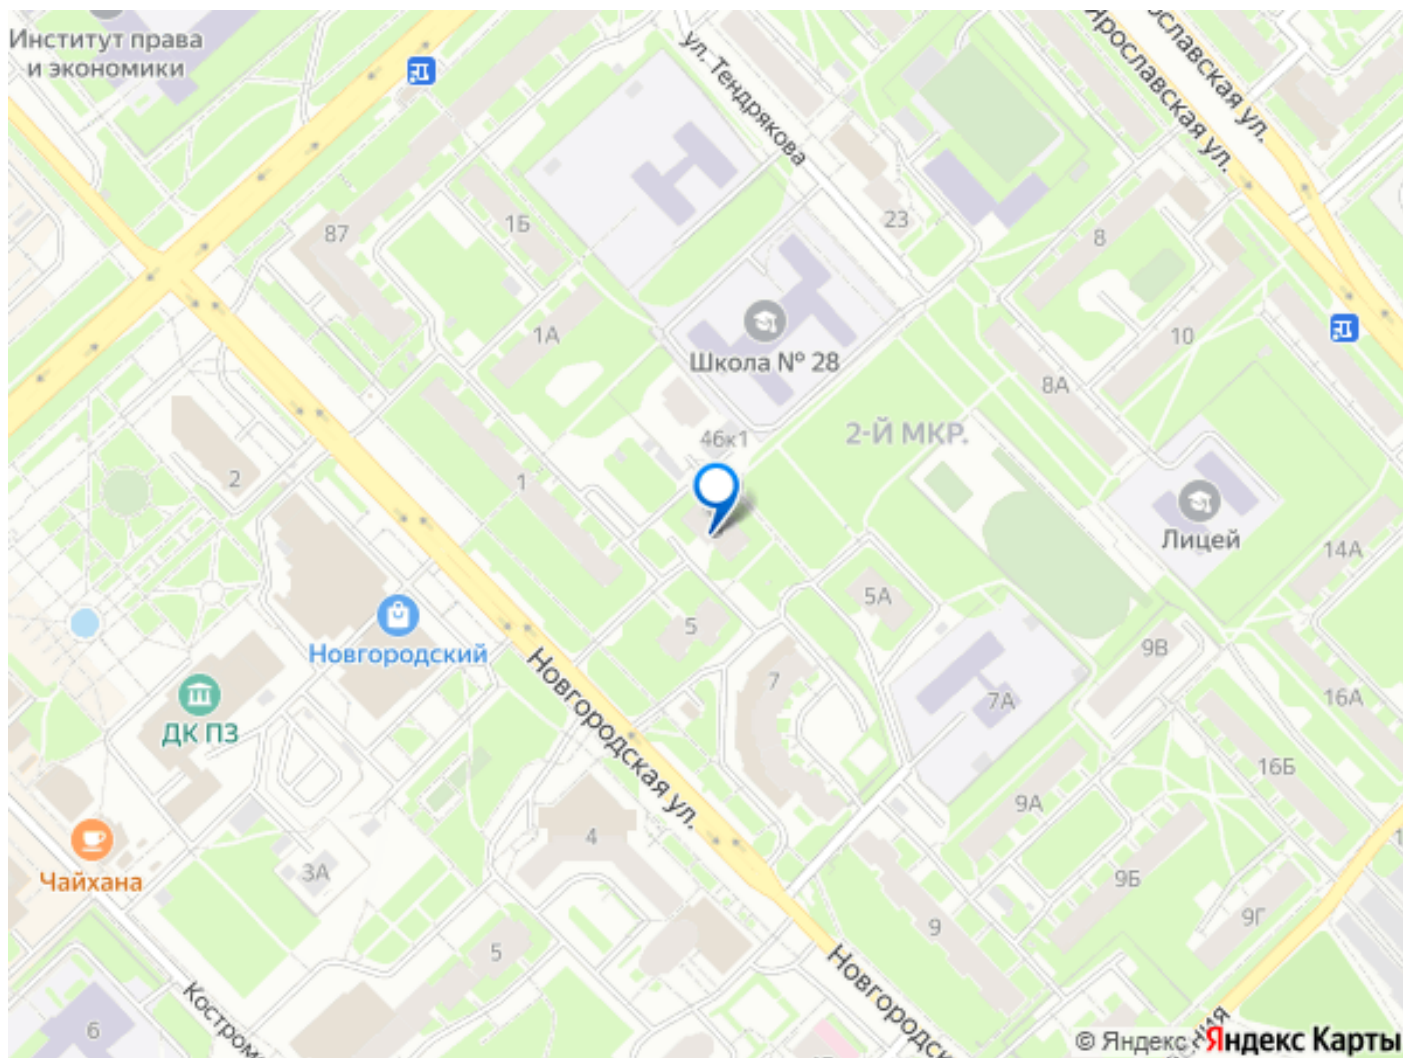 Институт права
и экономики
ул. Тендрякова
Ярославская ул.
87
1Б
23
8
1А
Школа № 28
10
8А
46к1
2-Й МКР.
2
1
Лицей
14А
5А
5
Новгородский
9В
7
7А
16А
ДК ПЗ
Новгородская ул.
16Б
9А
4
Чайхана
3А
9Б
9Г
9
5
Костром
Новгородск
6
© Яндекс
Яндекс Карты